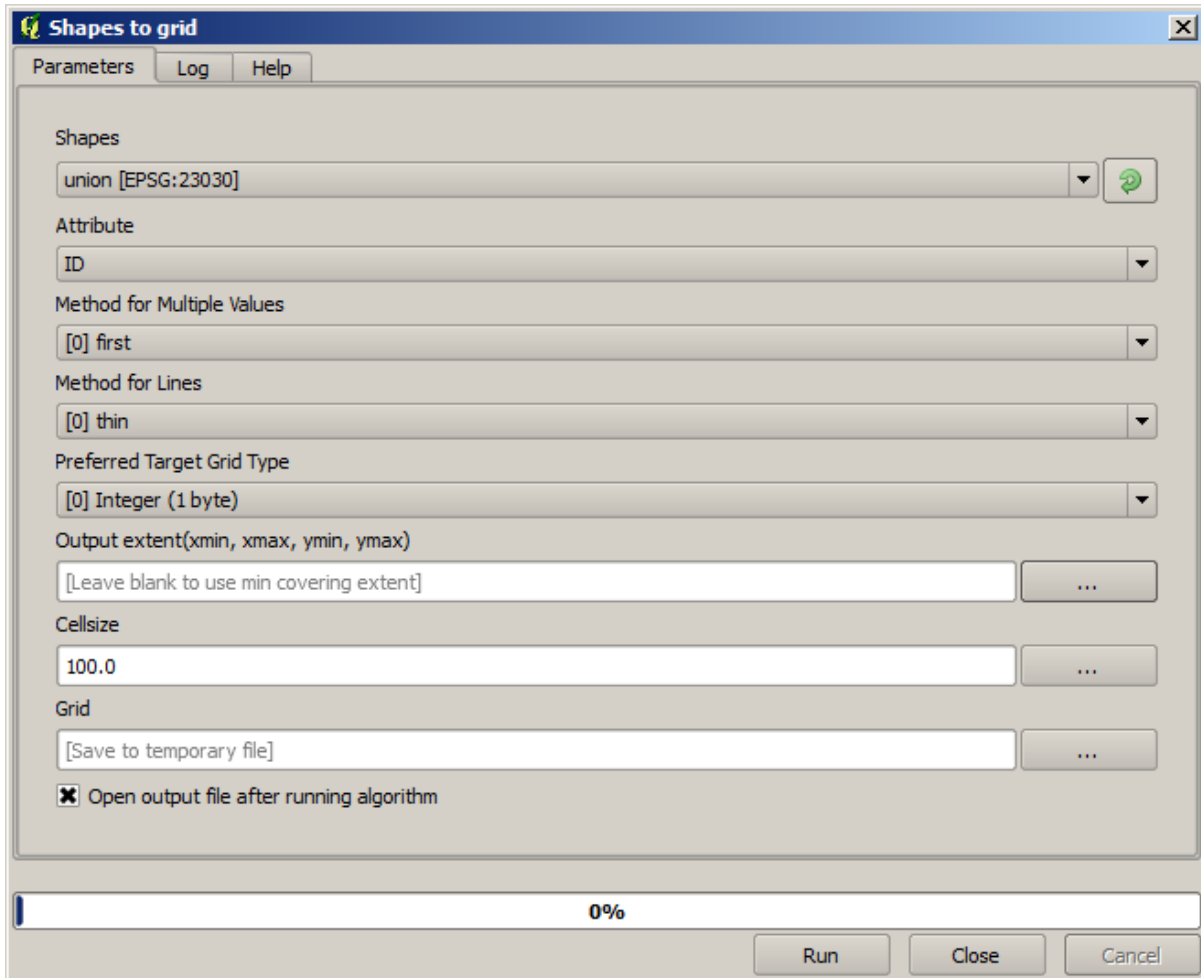 Shapes to grid
Parameters Log Help
Shapes
union [EPSG:23030]
Attribute
ID
Method for Multiple Values
[0] first
Method for Lines
[0] thin
Preferred Target Grid Type
[0] Integer (1 byte)
Output extent(xmin, xmax, ymin, ymax)
[Leave blank to use min covering extent] ...
Cellsize
100.0 ...
Grid
[Save to temporary file] ...
Open output file after running algorithm
0%
Run Close Cancel